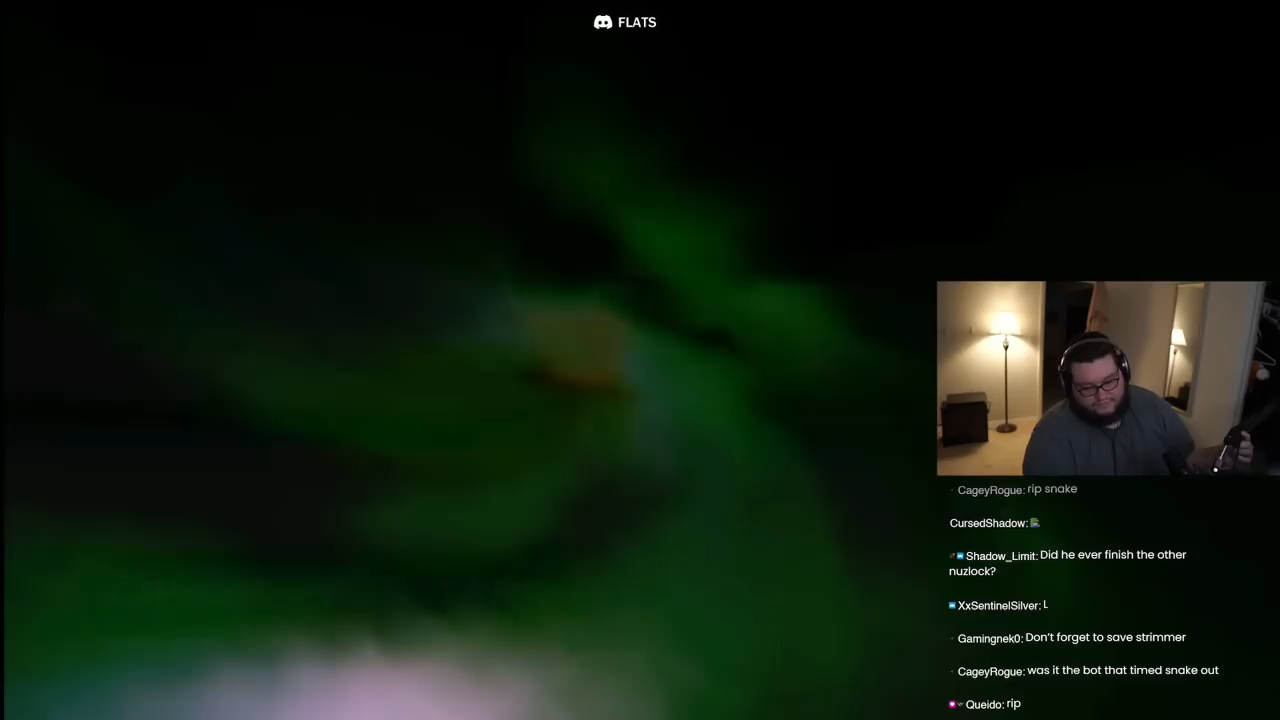 FLATS
CageyRogue: rip snake
CursedShadow:
Shadow_Limit: Did he ever finish the other
nuzlock?
XxSentinelSilver: L
Gamingnek0: Don't forget to save strimmer
CageyRogue: was it the bot that timed snake out
Queido: rip